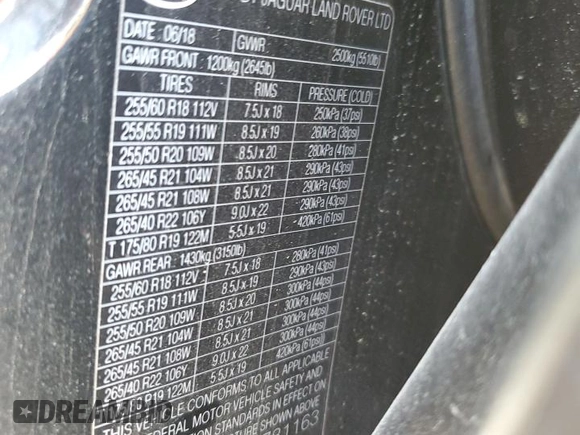 JAGUAR LAND ROVER LTD
DATE 06/18 GVWR 2500kg (5510lb)
GAWR FRONT 1200kg (2645lb)
TIRES RIMS PRESSURE (COLD)
255/60 R18 112V 7.5J x 18 250kPa (37psi)
255/55 R19 111W 8.5J x 19 260kPa (38psi)
255/50 R20 109W 8.5J x 20 280kPa (41psi)
265/45 R21 104W 8.5J x 21 290kPa (43psi)
265/45 R21 108W 8.5J x 21 290kPa (43psi)
265/40 R22 106Y 9.0J x 22 290kPa (43psi)
T 175/80 R19 122M 5.5J x 19 420kPa (61psi)
GAWR REAR 1430kg (3150lb)
255/60 R18 112V 7.5J x 18 280kPa (41psi)
255/55 R19 111W 8.5J x 19 290kPa (43psi)
255/50 R20 109W 8.5J x 20 300kPa (44psi)
265/45 R21 104W 8.5J x 21 300kPa (44psi)
265/45 R21 108W 8.5J x 21 300kPa (44psi)
265/40 R22 106Y 9.0J x 22 300kPa (44psi)
R19 122M 5.5J x 19 420kPa (61psi)
THIS VEHICLE CONFORMS TO ALL APPLICABLE
FEDERAL MOTOR VEHICLE SAFETY AND
STANDARDS IN EFFECT ON
MANUFACTURE SHOWN ABOVE
1163